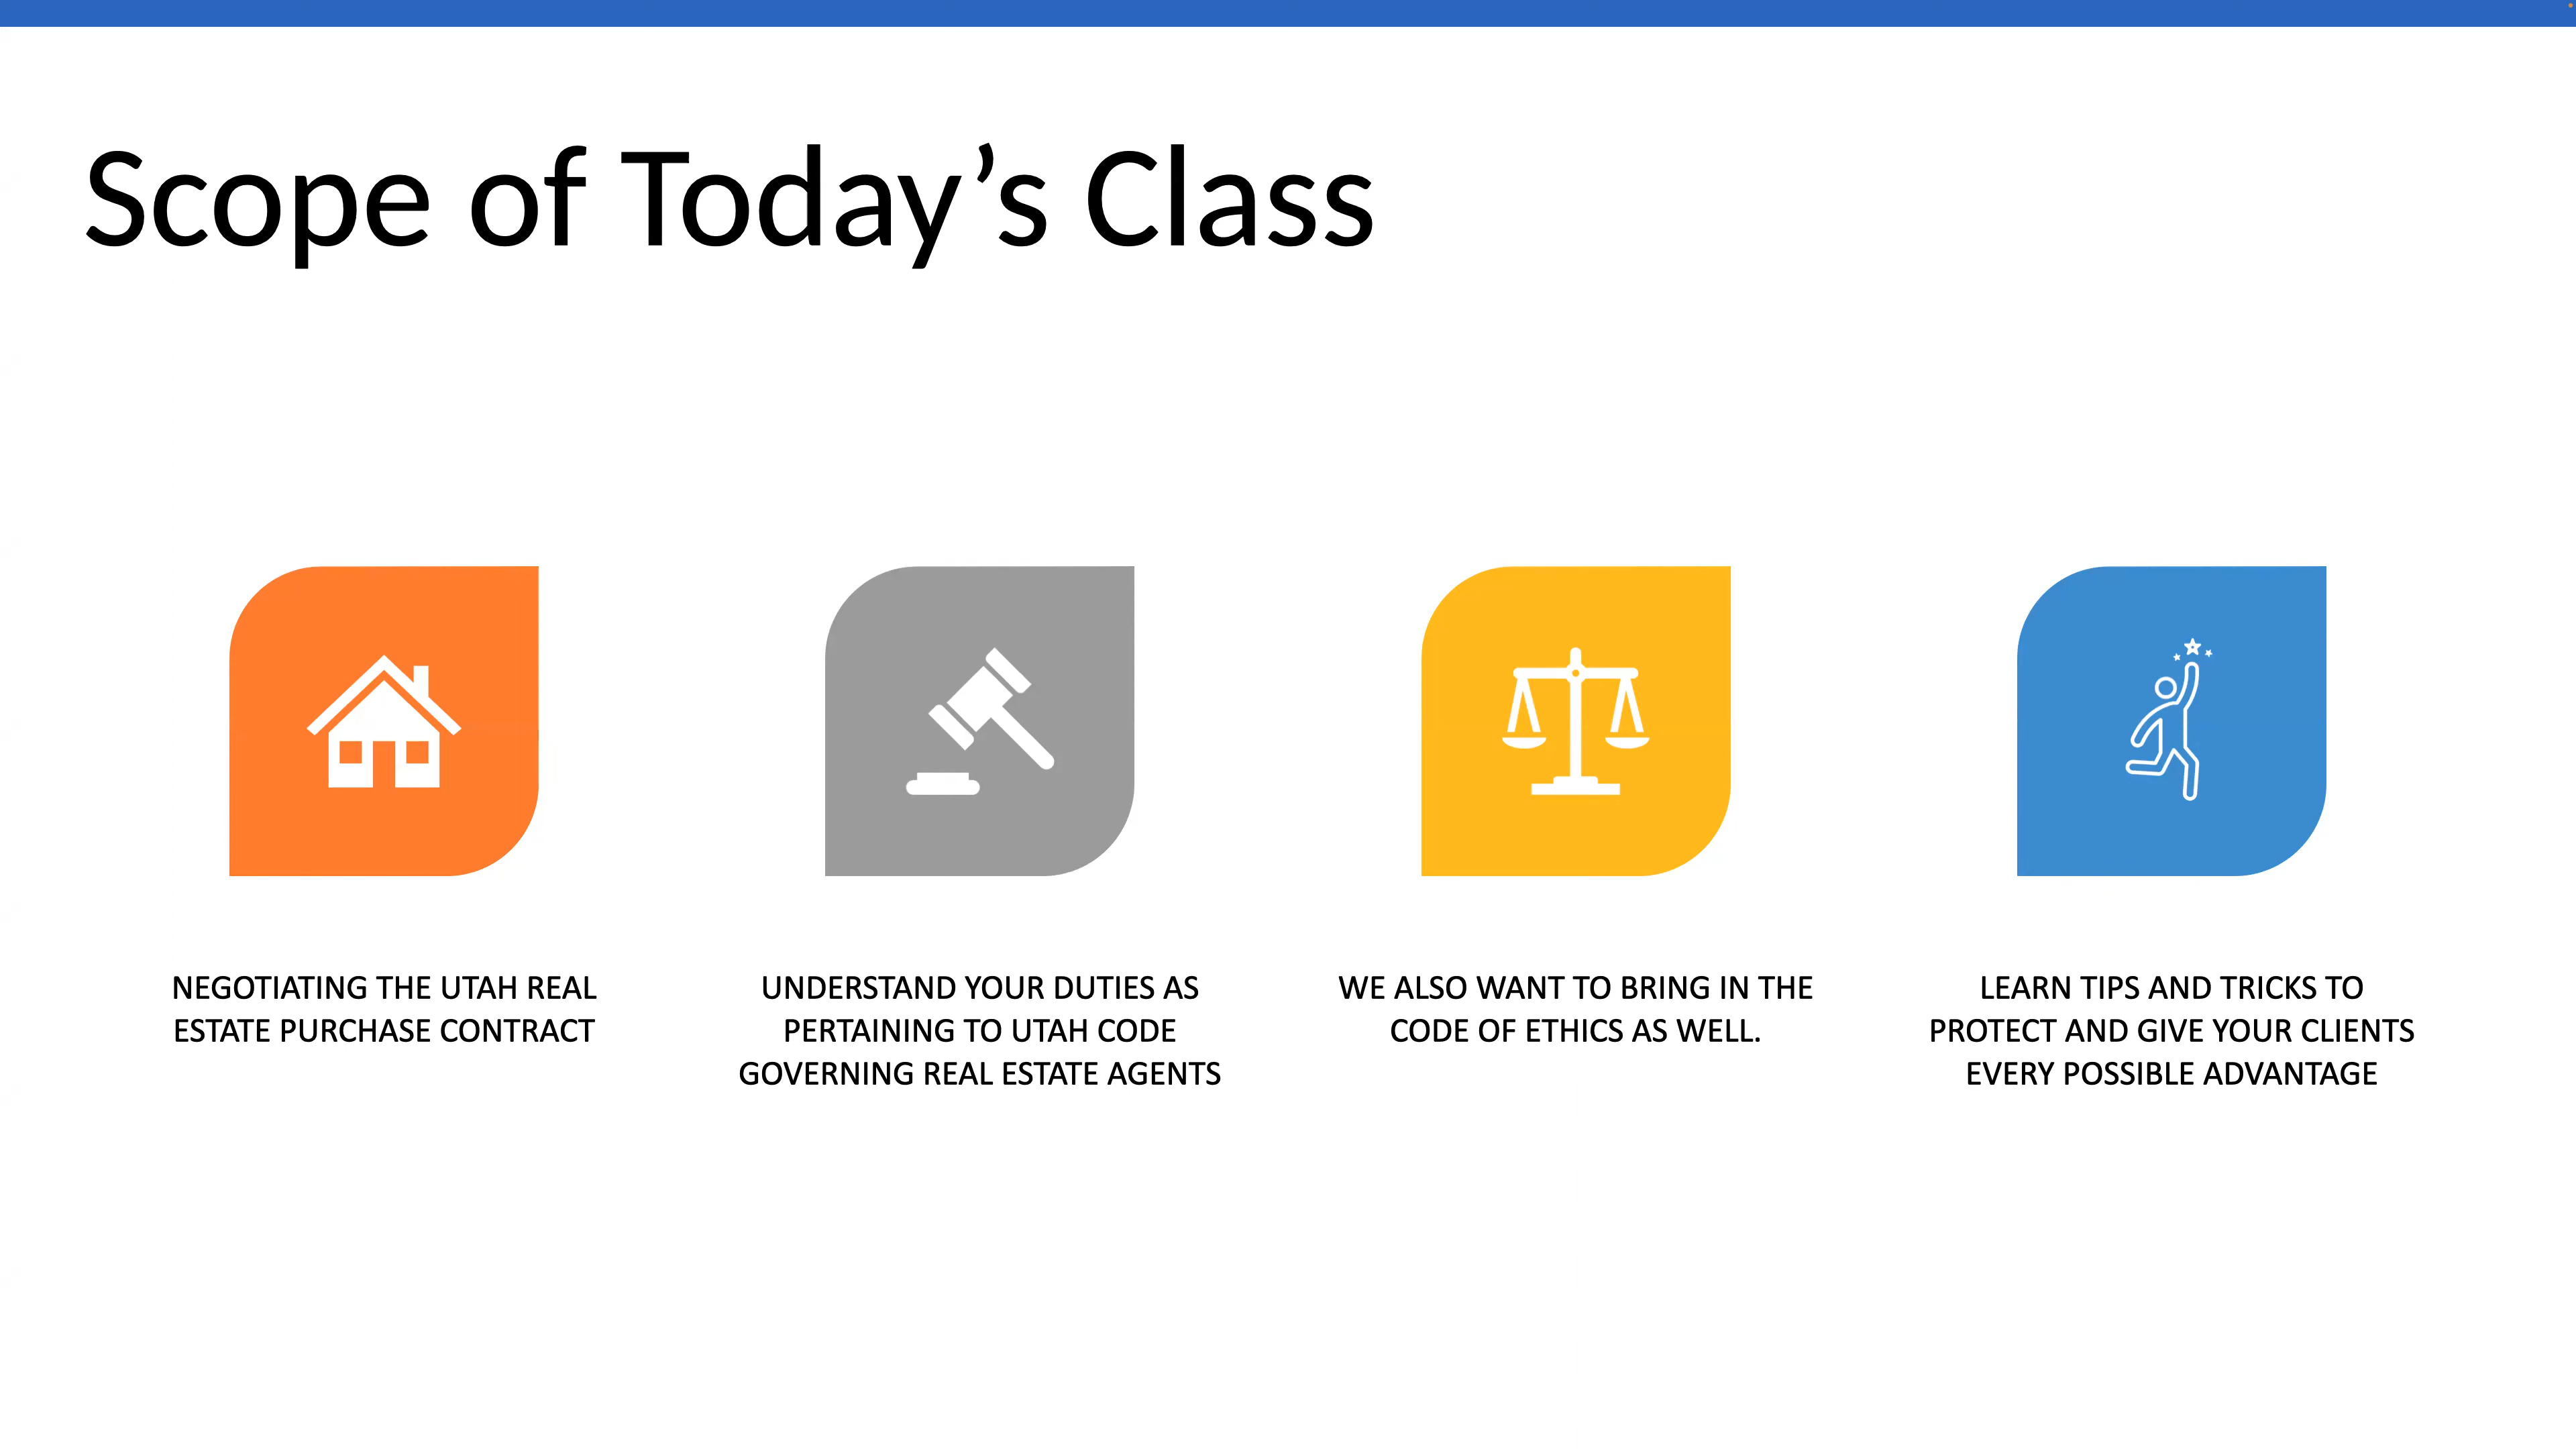 Scope of Today’s Class
NEGOTIATING THE UTAH REAL
ESTATE PURCHASE CONTRACT
UNDERSTAND YOUR DUTIES AS
PERTAINING TO UTAH CODE
GOVERNING REAL ESTATE AGENTS
WE ALSO WANT TO BRING IN THE
CODE OF ETHICS AS WELL.
LEARN TIPS AND TRICKS TO
PROTECT AND GIVE YOUR CLIENTS
EVERY POSSIBLE ADVANTAGE